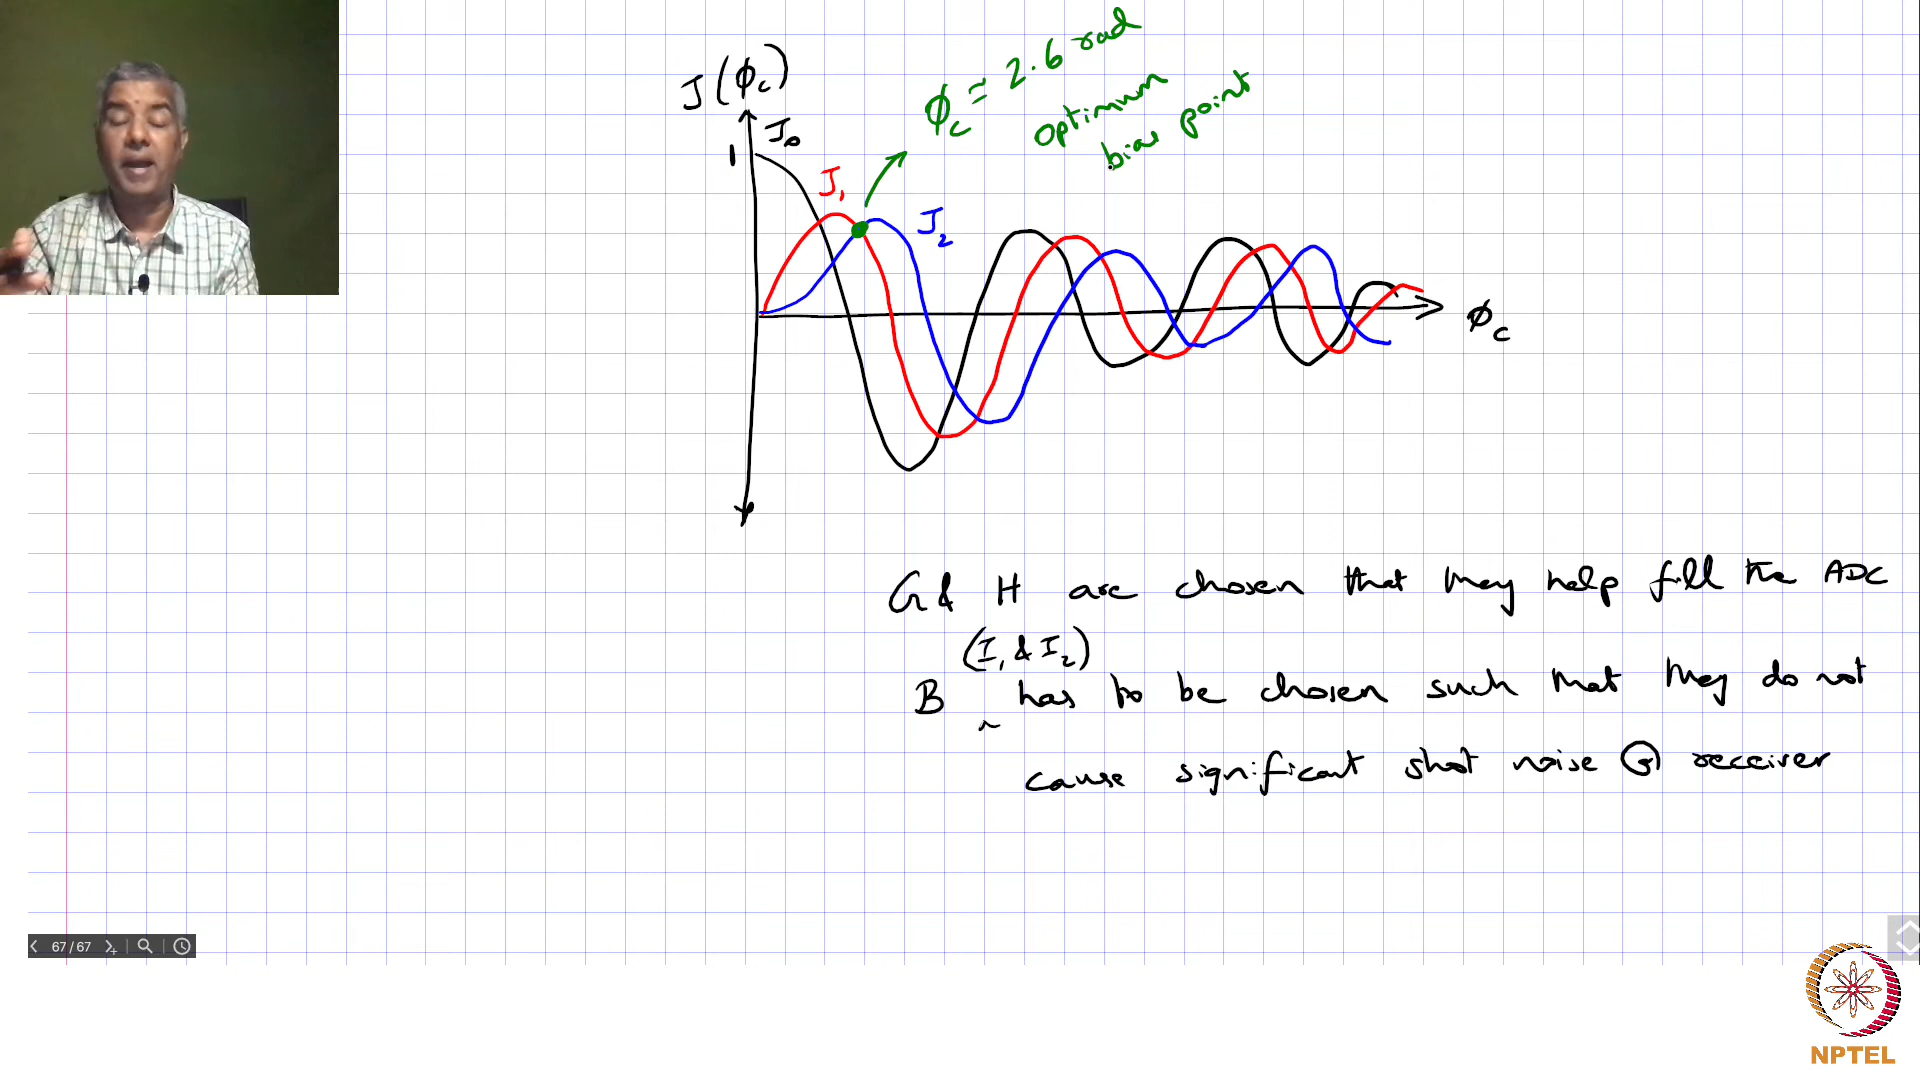 J(ϕc)
1
J0
J1
J2
ϕc ≈ 2.6 rad
optimum
bias point
ϕc
G & H are chosen that they help fill the ADC
(I1 & I2)
B has to be chosen such that they do not
~
cause significant shot noise @ receiver
67 / 67
NPTEL